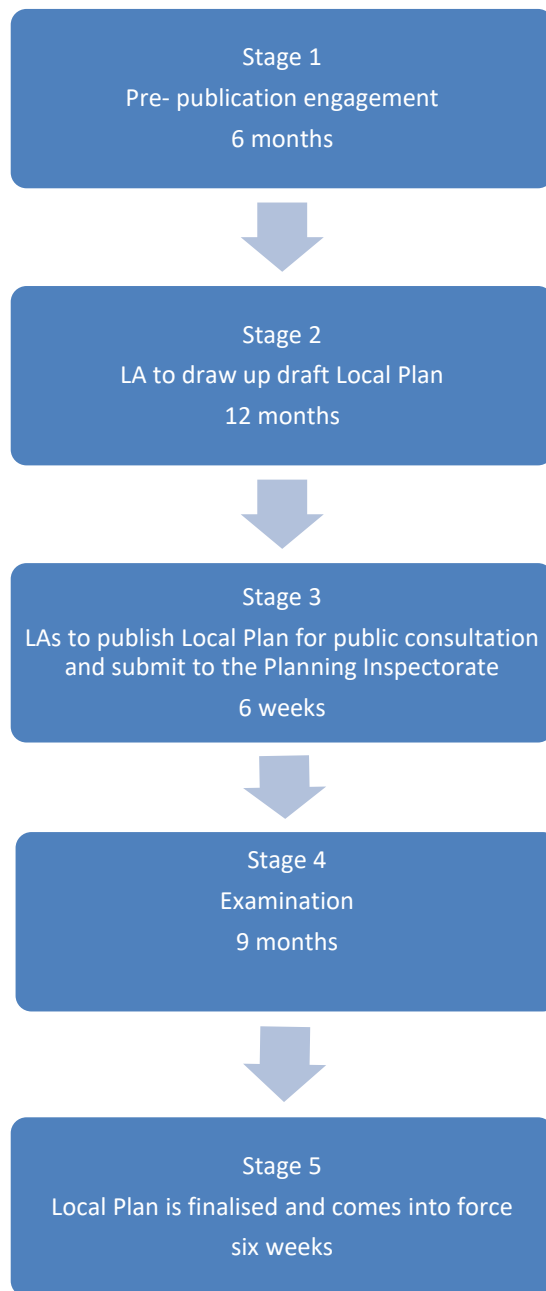 Stage 1
Pre- publication engagement
6 months
Stage 2
LA to draw up draft Local Plan
12 months
Stage 3
LAs to publish Local Plan for public consultation
and submit to the Planning Inspectorate
6 weeks
Stage 4
Examination
9 months
Stage 5
Local Plan is finalised and comes into force
six weeks